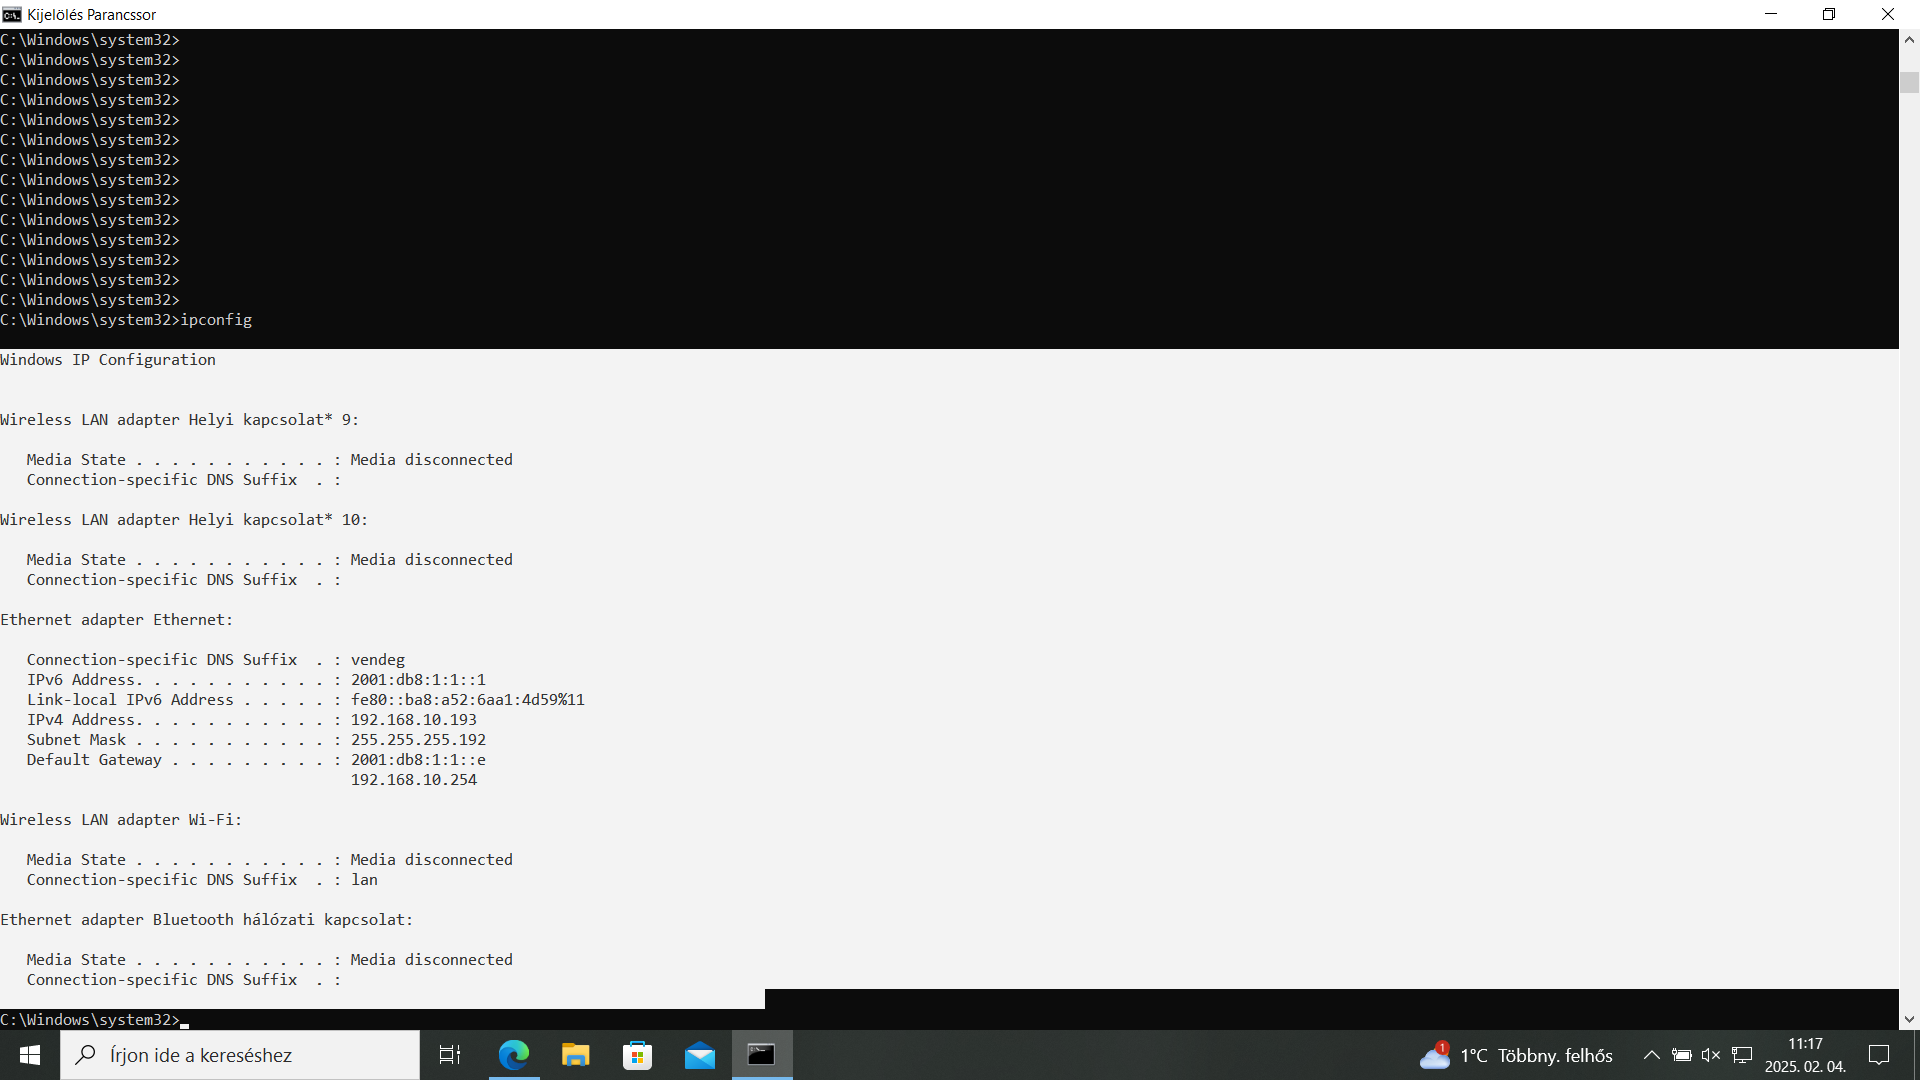 Kijelölés Parancssor
C:\Windows\system32>
C:\Windows\system32>
C:\Windows\system32>
C:\Windows\system32>
C:\Windows\system32>
C:\Windows\system32>
C:\Windows\system32>
C:\Windows\system32>
C:\Windows\system32>
C:\Windows\system32>
C:\Windows\system32>
C:\Windows\system32>
C:\Windows\system32>
C:\Windows\system32>
C:\Windows\system32>ipconfig
Windows IP Configuration
Wireless LAN adapter Helyi kapcsolat* 9:
Media State . . . . . . . . . . . : Media disconnected
Connection-specific DNS Suffix  . :
Wireless LAN adapter Helyi kapcsolat* 10:
Media State . . . . . . . . . . . : Media disconnected
Connection-specific DNS Suffix  . :
Ethernet adapter Ethernet:
Connection-specific DNS Suffix  . : vendeg
IPv6 Address. . . . . . . . . . . : 2001:db8:1:1::1
Link-local IPv6 Address . . . . . : fe80::ba8:a52:6aa1:4d59%11
IPv4 Address. . . . . . . . . . . : 192.168.10.193
Subnet Mask . . . . . . . . . . . : 255.255.255.192
Default Gateway . . . . . . . . . : 2001:db8:1:1::e
192.168.10.254
Wireless LAN adapter Wi-Fi:
Media State . . . . . . . . . . . : Media disconnected
Connection-specific DNS Suffix  . : lan
Ethernet adapter Bluetooth hálózati kapcsolat:
Media State . . . . . . . . . . . : Media disconnected
Connection-specific DNS Suffix  . :
C:\Windows\system32>
Írjon ide a kereséshez
1
1°C Többny. felhős
11:17
2025. 02. 04.